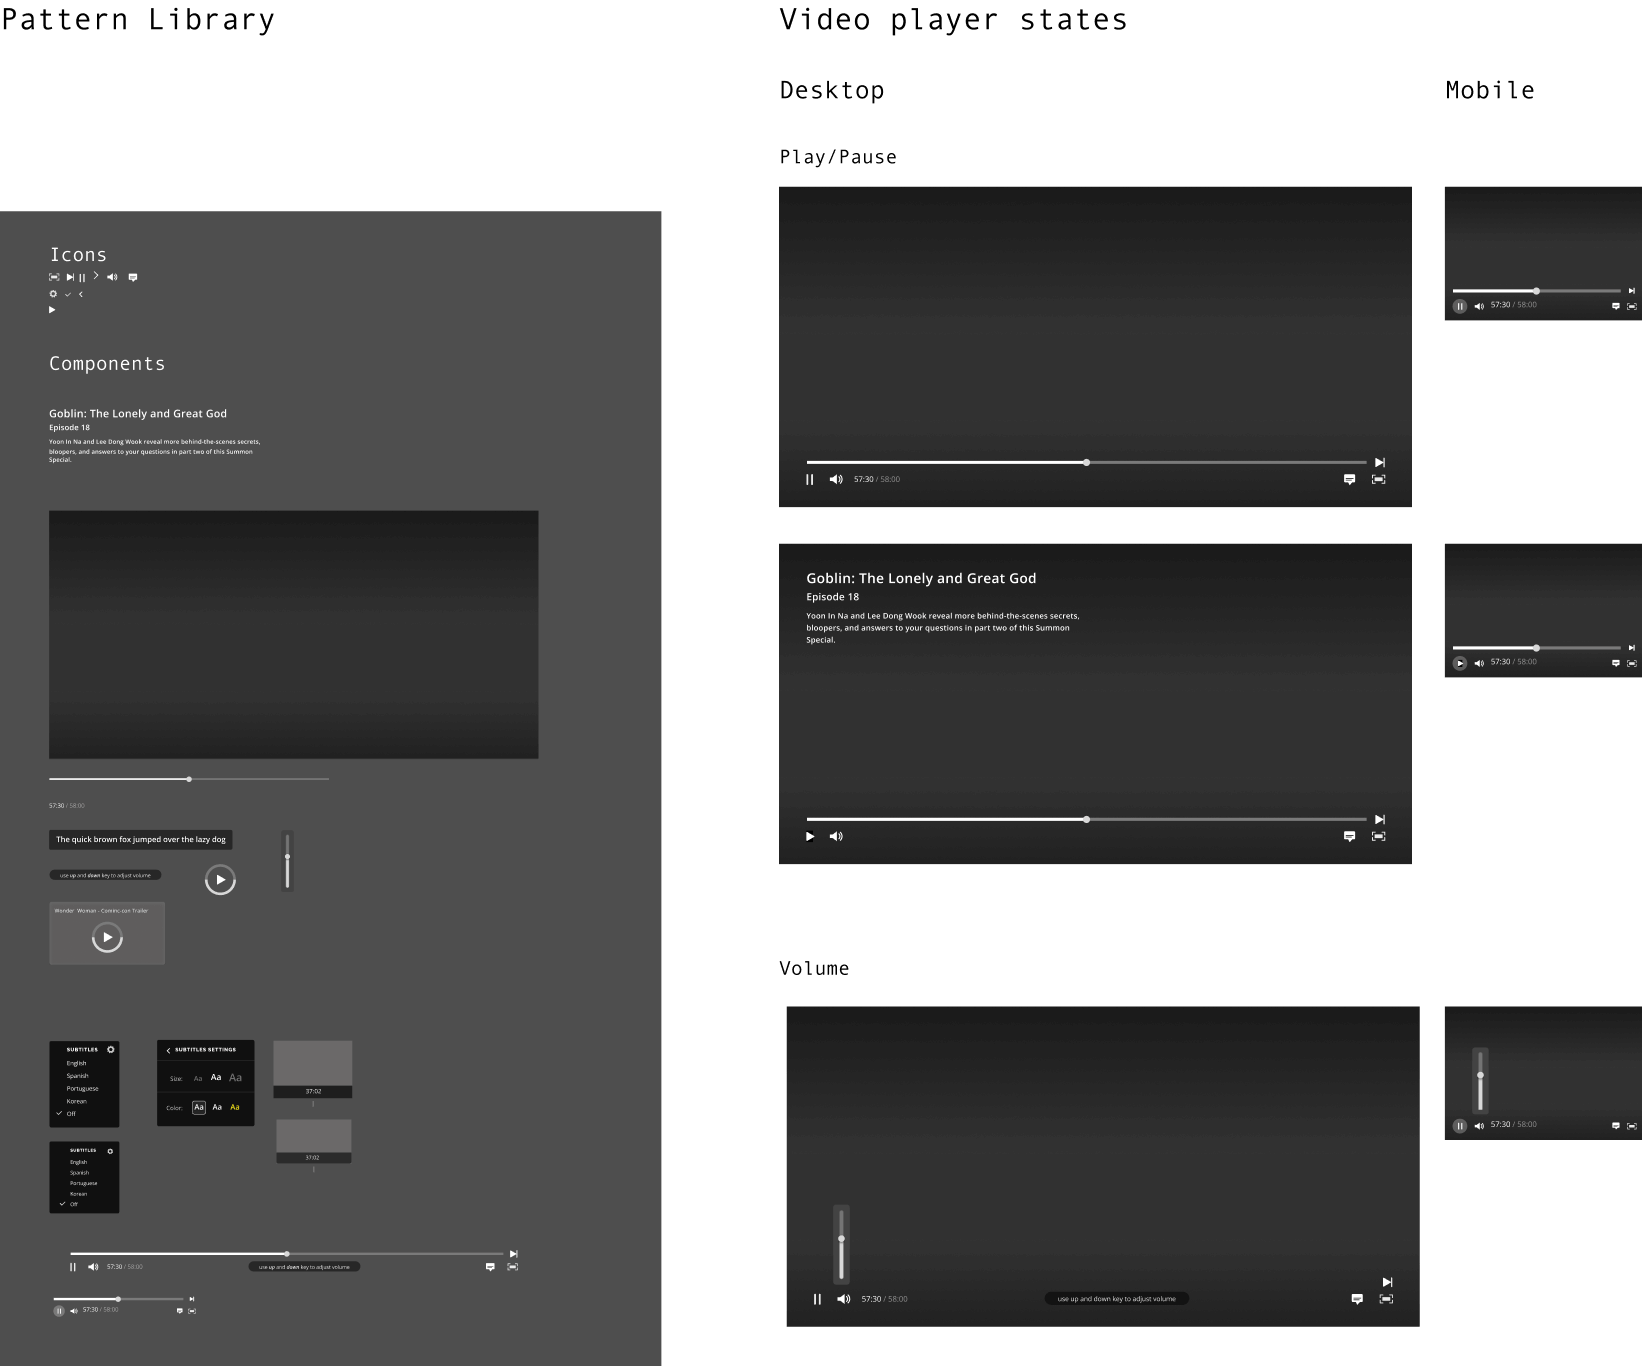 Pattern Library
Icons
Components
Goblin: The Lonely and Great God
Episode 18
Yoon In Na and Lee Dong Wook reveal more behind-the-scenes secrets,
bloopers, and answers to your questions in part two of this Summon
Special.
57:30 / 58:00
The quick brown fox jumped over the lazy dog
use up and down key to adjust volume
Wonder Woman - Cominc-con Trailer
SUBTITLES
English
Spanish
Portuguese
Korean
Off
SUBTITLES SETTINGS
Size: Aa Aa Aa
Color: Aa Aa Aa
37:02
37:02
SUBTITLES
English
Spanish
Portuguese
Korean
Off
57:30 / 58:00
use up and down key to adjust volume
57:30 / 58:00
Video player states
Desktop
Mobile
Play/Pause
57:30 / 58:00
57:30 / 58:00
Goblin: The Lonely and Great God
Episode 18
Yoon In Na and Lee Dong Wook reveal more behind-the-scenes secrets,
bloopers, and answers to your questions in part two of this Summon
Special.
57:30 / 58:00
Volume
57:30 / 58:00
use up and down key to adjust volume
57:30 / 58:00